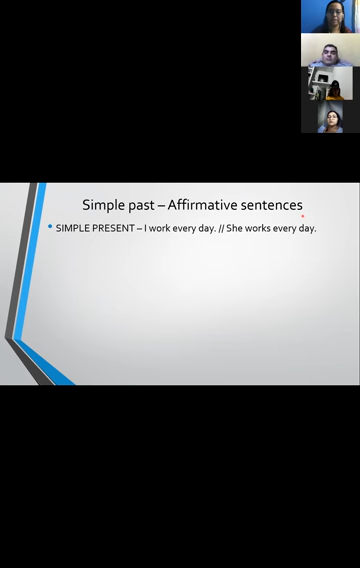 Simple past – Affirmative sentences
SIMPLE PRESENT – I work every day. // She works every day.